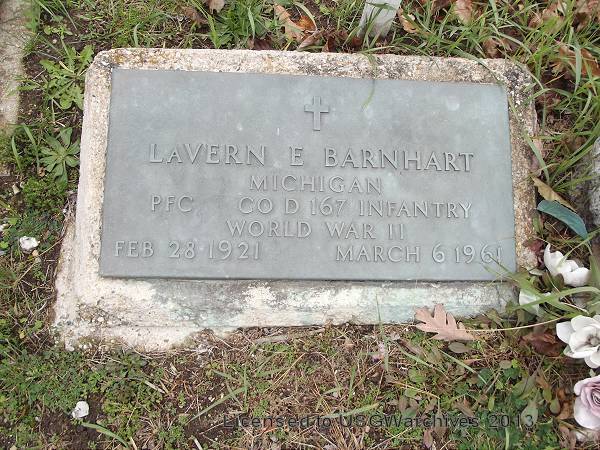 LAVERN E BARNHART
MICHIGAN
PFC CO D 167 INFANTRY
WORLD WAR II
FEB 28 1921 MARCH 6 1961
Licensed to USGWatchives 2013